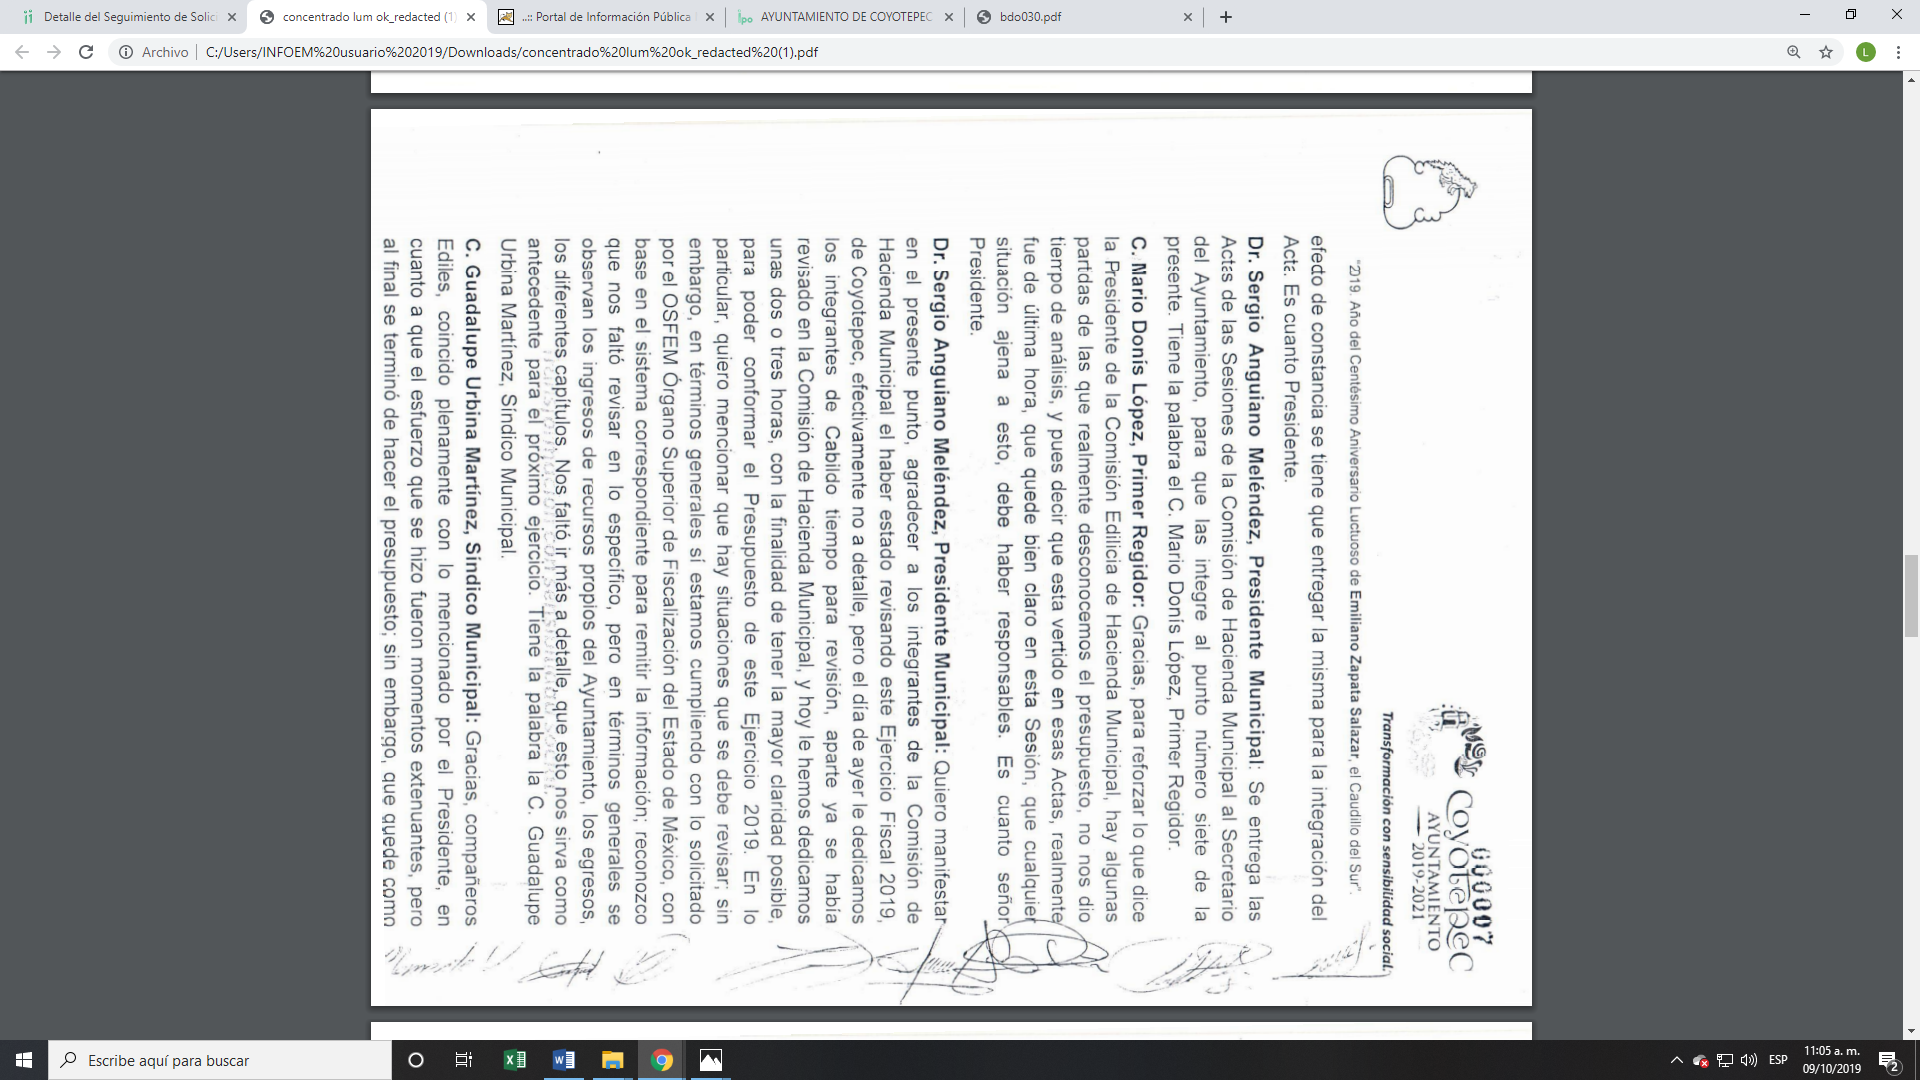 Detalle del Seguimiento de Solici
concentrado lum ok_redacted (1)
..:: Portal de Información Pública
AYUNTAMIENTO DE COYOTEPEC
bdo030.pdf
Archivo
C:/Users/INFOEM%20usuario%202019/Downloads/concentrado%20lum%20ok_redacted%20(1).pdf
L
000007
Coyotepec
AYUNTAMIENTO
2019-2021
Transformación con sensibilidad social.
"2019. Año del Centésimo Aniversario Luctuoso de Emiliano Zapata Salazar, el Caudillo del Sur".
efecto de constancia se tiene que entregar la misma para la integración del
Acta. Es cuanto Presidente.
Dr. Sergio Anguiano Meléndez, Presidente Municipal: Se entrega las
Actas de las Sesiones de la Comisión de Hacienda Municipal al Secretario
del Ayuntamiento, para que las integre al punto número siete de la
presente. Tiene la palabra el C. Mario Donís López, Primer Regidor.
C. Mario Donís López, Primer Regidor: Gracias, para reforzar lo que dice
la Presidente de la Comisión Edilicia de Hacienda Municipal, hay algunas
partidas de las que realmente desconocemos el presupuesto, no nos dio
tiempo de análisis, y pues decir que esta vertido en esas Actas, realmente
fue de última hora, que quede bien claro en esta Sesión, que cualquier
situación ajena a esto, debe haber responsables. Es cuanto señor
Presidente.
Dr. Sergio Anguiano Meléndez, Presidente Municipal: Quiero manifestar
en el presente punto, agradecer a los integrantes de la Comisión de
Hacienda Municipal el haber estado revisando este Ejercicio Fiscal 2019,
de Coyotepec, efectivamente no a detalle, pero el día de ayer le dedicamos
los integrantes de Cabildo tiempo para revisión, aparte ya se había
revisado en la Comisión de Hacienda Municipal, y hoy le hemos dedicamos
unas dos o tres horas, con la finalidad de tener la mayor claridad posible,
para poder conformar el Presupuesto de este Ejercicio 2019. En lo
particular, quiero mencionar que hay situaciones que se debe revisar; sin
embargo, en términos generales sí estamos cumpliendo con lo solicitado
por el OSFEM Órgano Superior de Fiscalización del Estado de México, con
base en el sistema correspondiente para remitir la información; reconozco
que nos faltó revisar en lo específico, pero en términos generales se
observan los ingresos de recursos propios del Ayuntamiento, los egresos,
los diferentes capítulos. Nos faltó ir más a detalle, que esto nos sirva como
antecedente para el próximo ejercicio. Tiene la palabra la C. Guadalupe
Urbina Martínez, Síndico Municipal.
C. Guadalupe Urbina Martínez, Síndico Municipal: Gracias, compañeros
Ediles, coincido plenamente con lo mencionado por el Presidente, en
cuanto a que el esfuerzo que se hizo fueron momentos extenuantes, pero
al final se terminó de hacer el presupuesto; sin embargo, que quede como
Escribe aquí para buscar
ESP
11:05 a. m.
09/10/2019
2